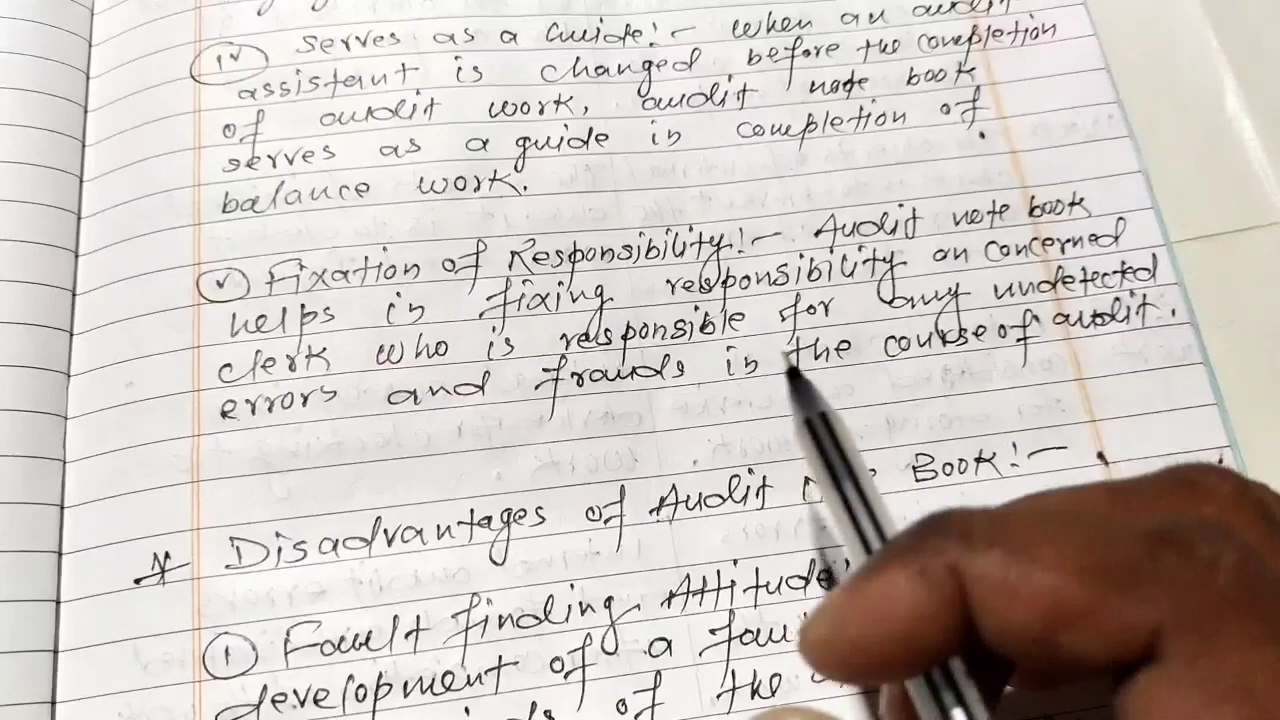 (iv) Serves as a Guide:- When an audit
assistant is changed before the completion
of audit work, audit note book
serves as a guide in completion of
balance work.
(v) Fixation of Responsibility:- Audit note book
helps in fixing responsibility on concerned
clerk who is responsible for any undetected
errors and frauds in the course of audit.
* Disadvantages of Audit Book:-
(1) Fault finding Attitude:
development of a
of the